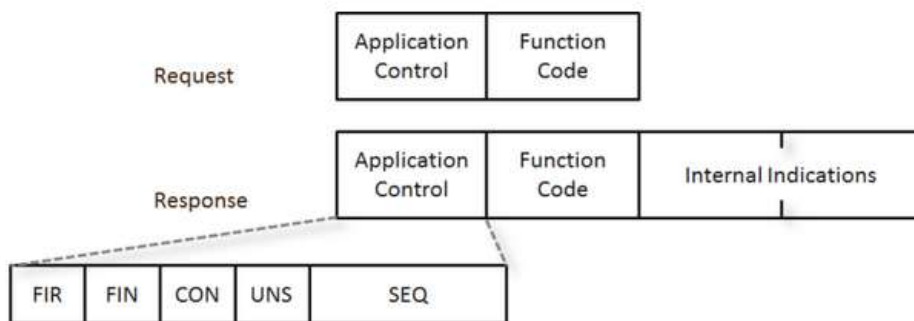 Application
Control
Function
Code
Request
Application
Control
Function
Code
Internal Indications
Response
FIR
FIN
CON
UNS
SEQ